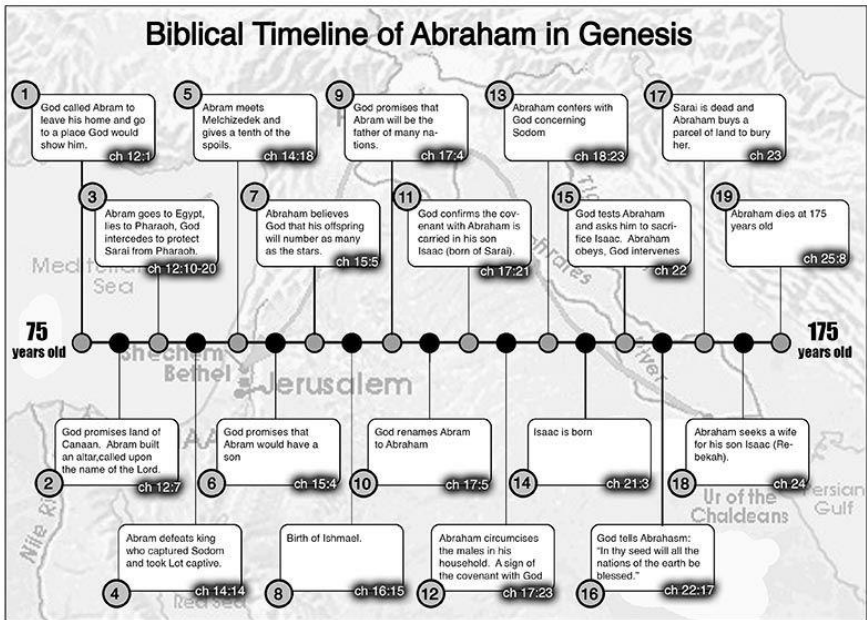 Biblical Timeline of Abraham in Genesis
1
God called Abram to
leave his home and go
to a place God would
show him.
ch 12:1
5
Abram meets
Melchizedek and
gives a tenth of the
spoils.
ch 14:18
9
God promises that
Abram will be the
father of many na-
tions.
ch 17:4
13
Abraham confers with
God concerning
Sodom
ch 18:23
17
Sarai is dead and
Abraham buys a
parcel of land to bury
her.
ch 23
3
Abram goes to Egypt,
lies to Pharaoh, God
intercedes to protect
Sarai from Pharaoh.
ch 12:10-20
7
Abraham believes
God that his offspring
will number as many
as the stars.
ch 15:5
11
God confirms the cov-
enant with Abraham is
carried in his son
Isaac (born of Sarai).
ch 17:21
15
God tests Abraham
and asks him to sacri-
fice Isaac.  Abraham
obeys, God intervenes
ch 22
19
Abraham dies at 175
years old
ch 25:8
Sea
75
years old
175
years old
Shechem
Bethel
Jerusalem
River
2
God promises land of
Canaan.  Abram built
an altar,called upon
the name of the Lord.
ch 12:7
6
God promises that
Abram would have a
son
ch 15:4
10
God renames Abram
to Abraham
ch 17:5
14
Isaac is born
ch 21:3
18
Abraham seeks a wife
for his son Isaac (Re-
bekah).
ch 24
Ur of the
Chaldeans
Persian
Gulf
4
Abram defeats king
who captured Sodom
and took Lot captive.
ch 14:14
8
Birth of Ishmael.
ch 16:15
12
Abraham circumcises
the males in his
household.  A sign of
the covenant with God
ch 17:23
16
God tells Abrahasm:
“In thy seed will all the
nations of the earth be
blessed.”
ch 22:17
Red Sea